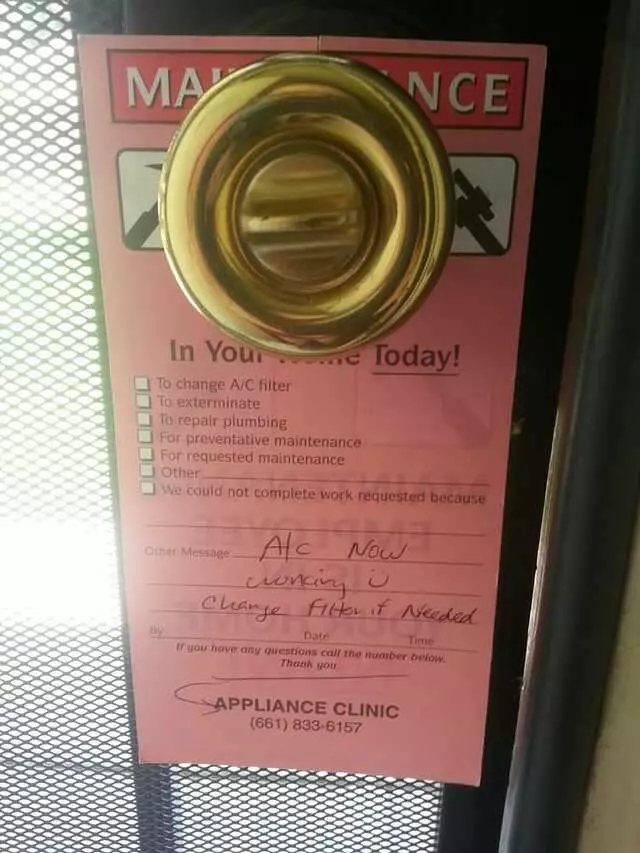 MA NCE
In Your me Today!
To change A/C filter
To exterminate
To repair plumbing
For preventative maintenance
For requested maintenance
Other
We could not complete work requested because
Other Message A/C Now
working
Change Filter if Needed
By Date Time
If you have any questions call the number below.
Thank you
APPLIANCE CLINIC
(661) 833-6157